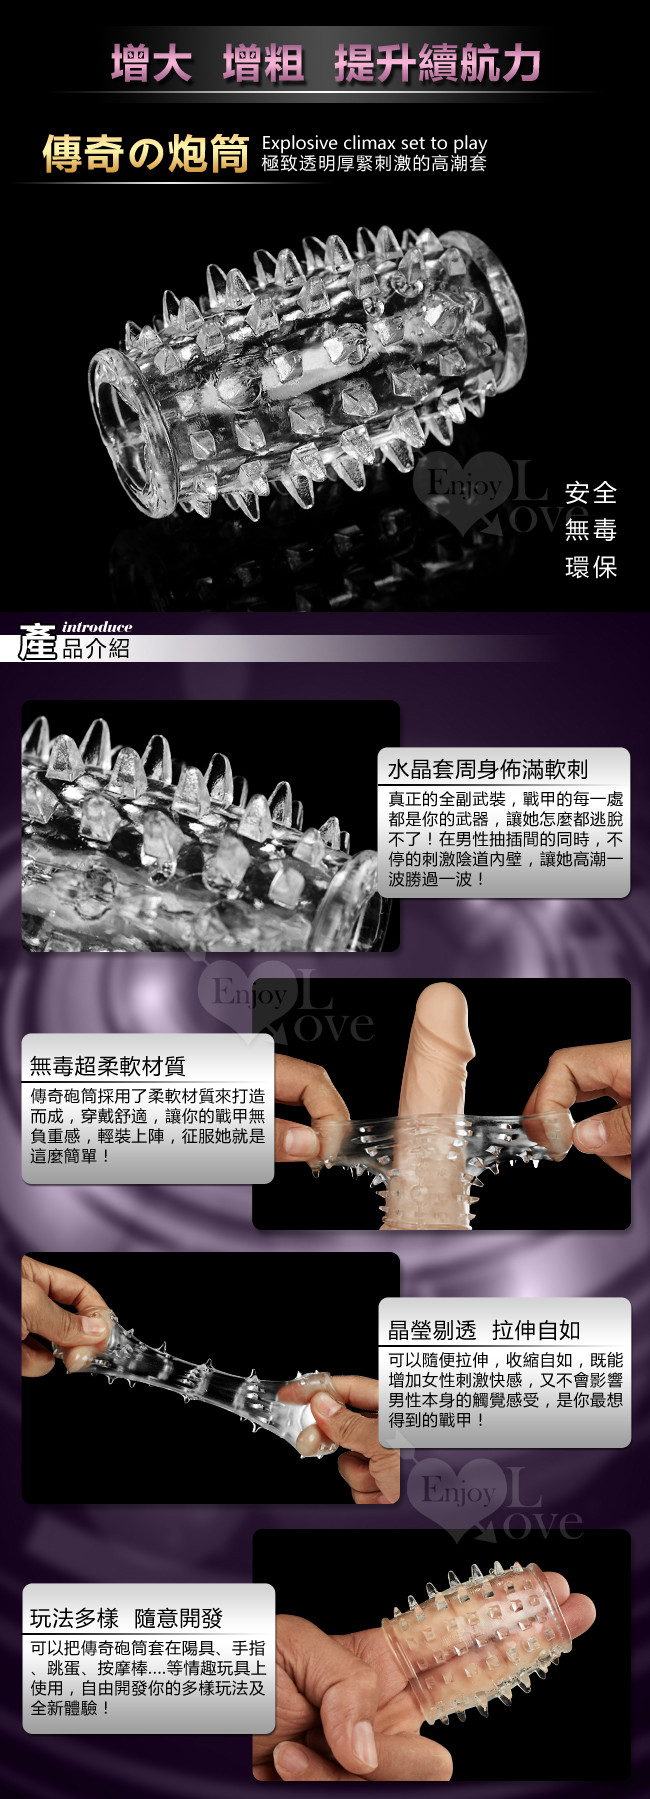 增大 增粗 提升續航力
傳奇の炮筒
Explosive climax set to play
極致透明厚緊刺激的高潮套
Enjoy Love
安全
無毒
環保
introduce
產品介紹
水晶套周身佈滿軟刺
真正的全副武裝，戰甲的每一處
都是你的武器，讓她怎麼都逃脫
不了！在男性抽插間的同時，不
停的刺激陰道內壁，讓她高潮一
波勝過一波！
Enjoy Love
無毒超柔軟材質
傳奇砲筒採用了柔軟材質來打造
而成，穿戴舒適，讓你的戰甲無
負重感，輕裝上陣，征服她就是
這麼簡單！
晶瑩剔透 拉伸自如
可以隨便拉伸，收縮自如，既能
增加女性刺激快感，又不會影響
男性本身的觸覺感受，是你最想
得到的戰甲！
Enjoy Love
玩法多樣 隨意開發
可以把傳奇砲筒套在陽具、手指
、跳蛋、按摩棒....等情趣玩具上
使用，自由開發你的多樣玩法及
全新體驗！